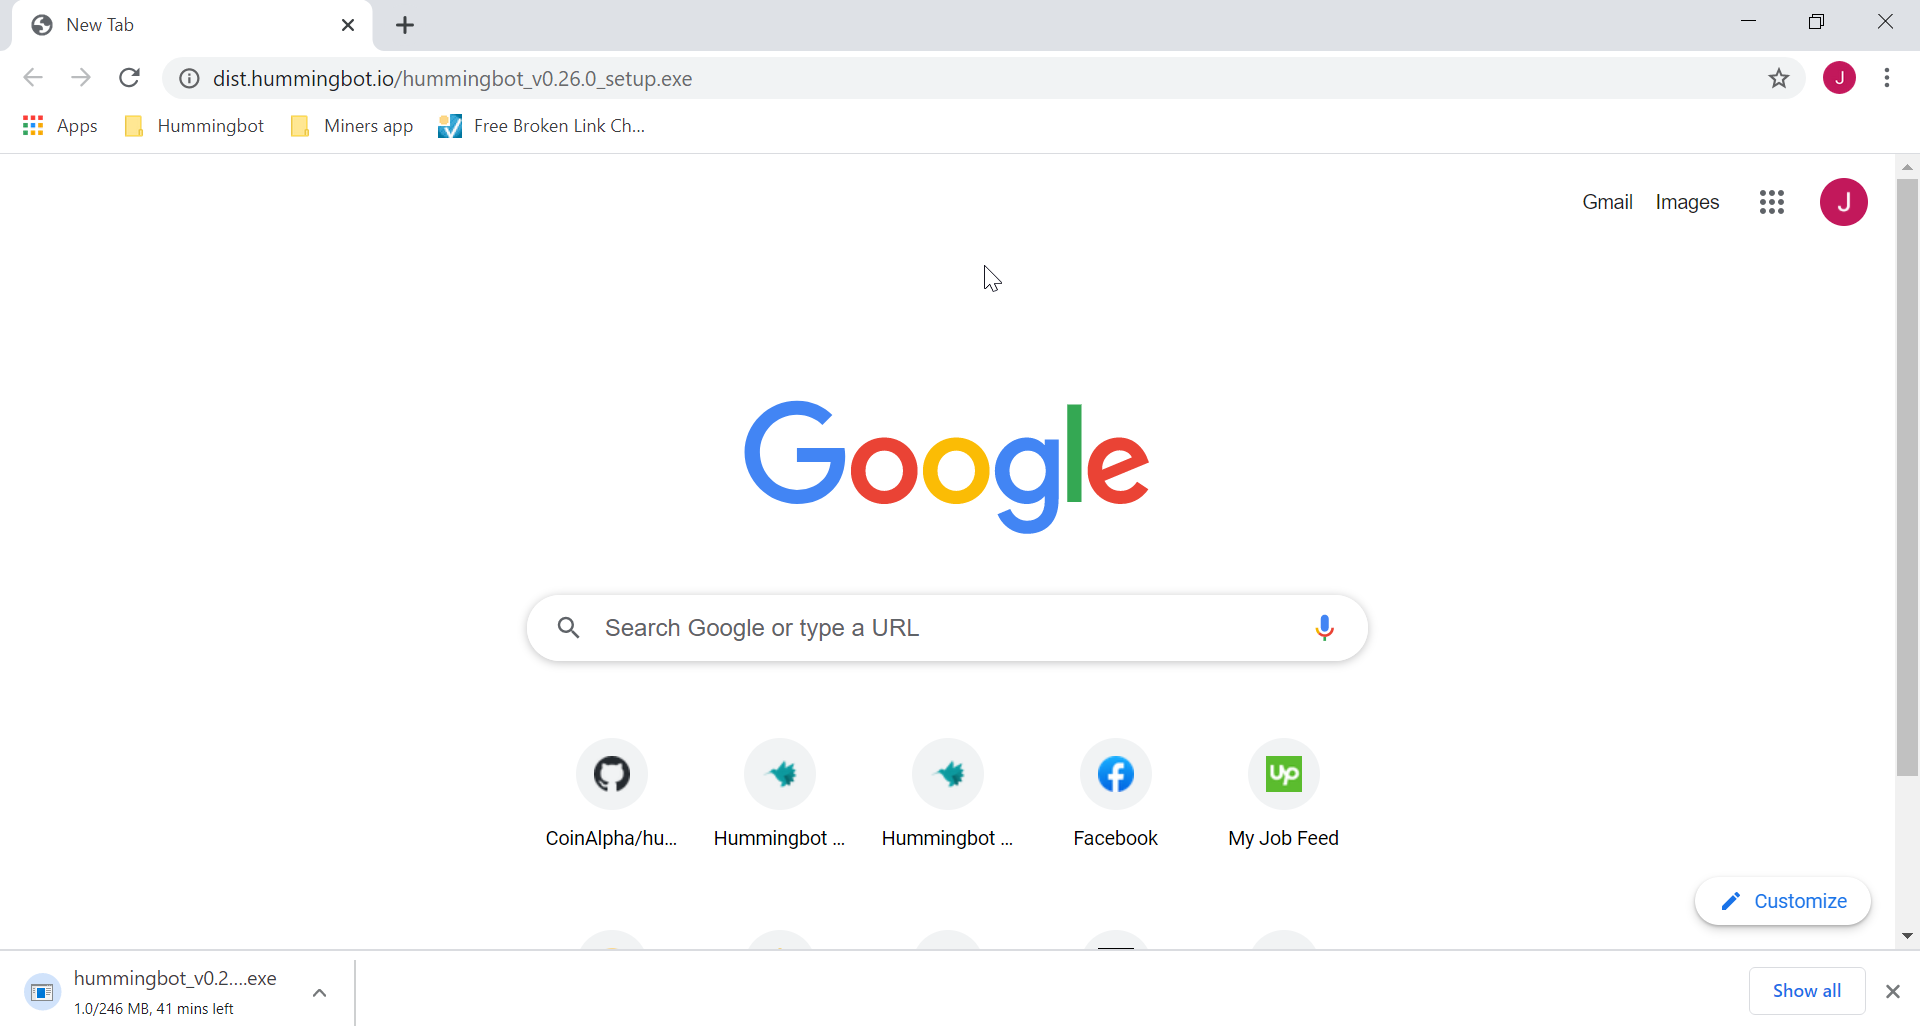 New Tab
dist.hummingbot.io/hummingbot_v0.26.0_setup.exe
J
Apps
Hummingbot
Miners app
Free Broken Link Ch...
Gmail
Images
J
Google
Search Google or type a URL
up
CoinAlpha/hu...
Hummingbot ...
Hummingbot ...
Facebook
My Job Feed
Customize
hummingbot_v0.2....exe
1.0/246 MB, 41 mins left
Show all